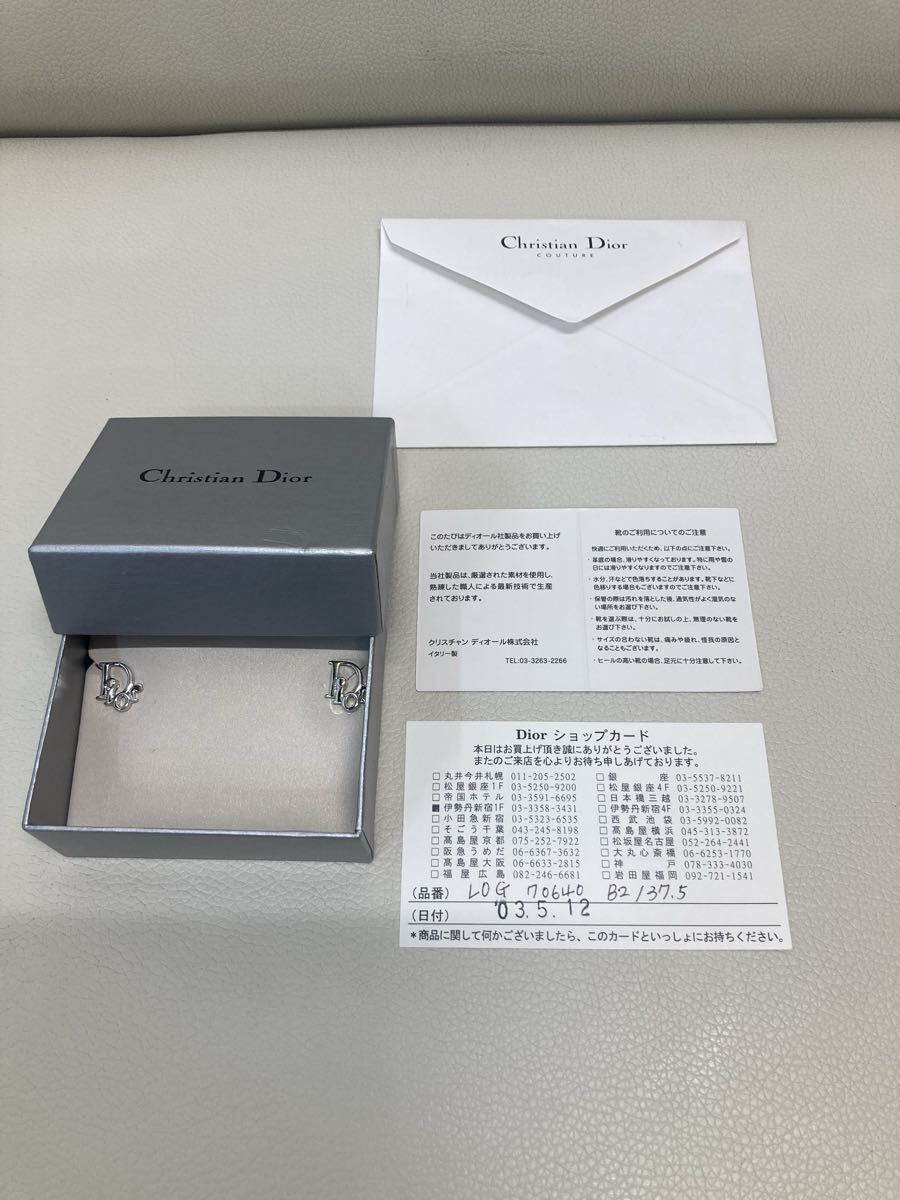 Christian Dior
COUTURE
Christian Dior
Dior
Dior
このたびはディオール社製品をお買い上げ
いただきましてありがとうございます。
当社製品は、厳選された素材を使用し、
熟練した職人による最新技術で生産
されております。
クリスチャン ディオール株式会社
イタリー製
TEL:03-3263-2266
靴のご利用についてのご注意
快適にご利用いただくため、以下の点にご注意下さい。
・革底の場合、滑りやすくなっております。特に雨や雪の
日には滑りやすくなりますのでご注意下さい。
・水分、汗などで色落ちすることがあります。靴下などに
色移りする場合もございますのでご注意下さい。
・保管の際は汚れを落とした後、通気性がよく湿気のな
い場所をお選び下さい。
・靴を選ぶ際は、十分にお試しの上、無理のない靴を
お選び下さい。
・サイズの合わない靴は、痛みや疲れ、怪我の原因と
なることもございます。
・ヒールの高い靴の場合、足元に十分注意して下さい。
Dior ショップカード
本日はお買上げ頂き誠にありがとうございました。
またのご来店を心よりお待ち申しあげております。
□ 丸井今井札幌 011-205-2502 □ 銀座 03-5537-8211
□ 松屋銀座1F 03-5250-9200 □ 松屋銀座4F 03-5250-9221
□ 帝国ホテル 03-3591-6695 □ 日本橋三越 03-3278-9507
■ 伊勢丹新宿1F 03-3358-3431 □ 伊勢丹新宿4F 03-3355-0324
□ 小田急新宿 03-5323-6535 □ 西武池袋 03-5992-0082
□ そごう千葉 043-245-8198 □ 高島屋横浜 045-313-3872
□ 高島屋京都 075-252-7922 □ 松坂屋名古屋 052-264-2441
□ 阪急うめだ 06-6367-3632 □ 大丸心斎橋 06-6253-1770
□ 高島屋大阪 06-6633-2815 □ 神戸 078-333-4030
□ 福屋広島 082-246-6681 □ 岩田屋福岡 092-721-1541
(品番) LOG 70640 B2137.5
(日付) '03.5.12
*商品に関して何かございましたら、このカードといっしょにお持ちください。